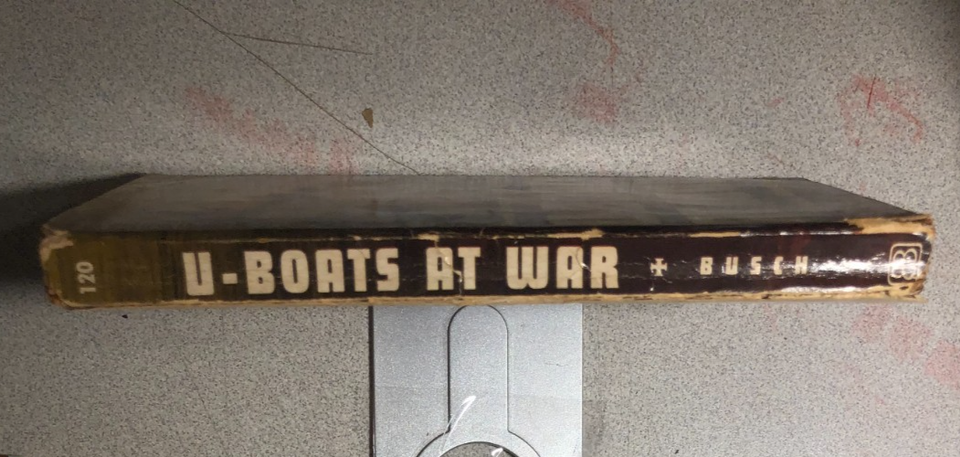 120
U-BOATS AT WAR
BUSCH